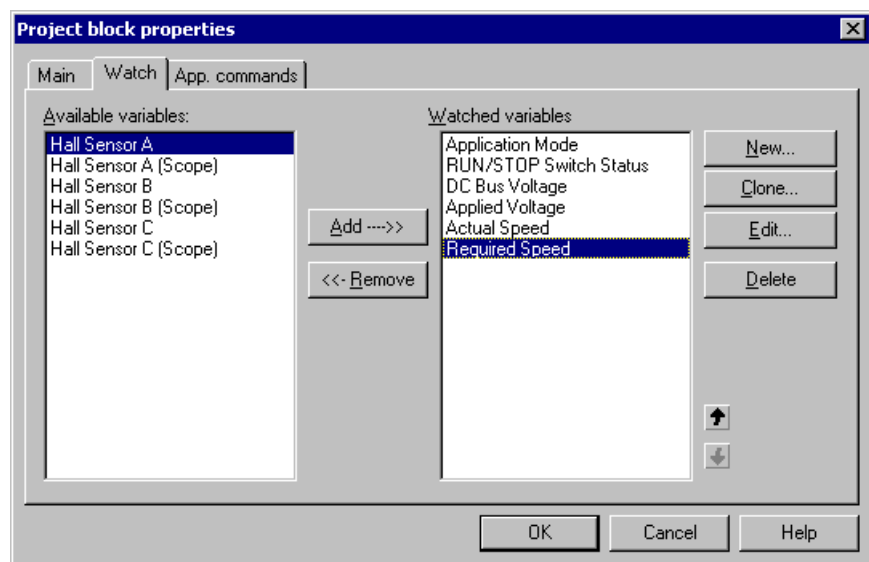 Project block properties
Main Watch App. commands
Available variables:
Hall Sensor A
Hall Sensor A (Scope)
Hall Sensor B
Hall Sensor B (Scope)
Hall Sensor C
Hall Sensor C (Scope)
Add ---->>
<<- Remove
Watched variables
Application Mode
RUN/STOP Switch Status
DC Bus Voltage
Applied Voltage
Actual Speed
Required Speed
New...
Clone...
Edit...
Delete
OK Cancel Help